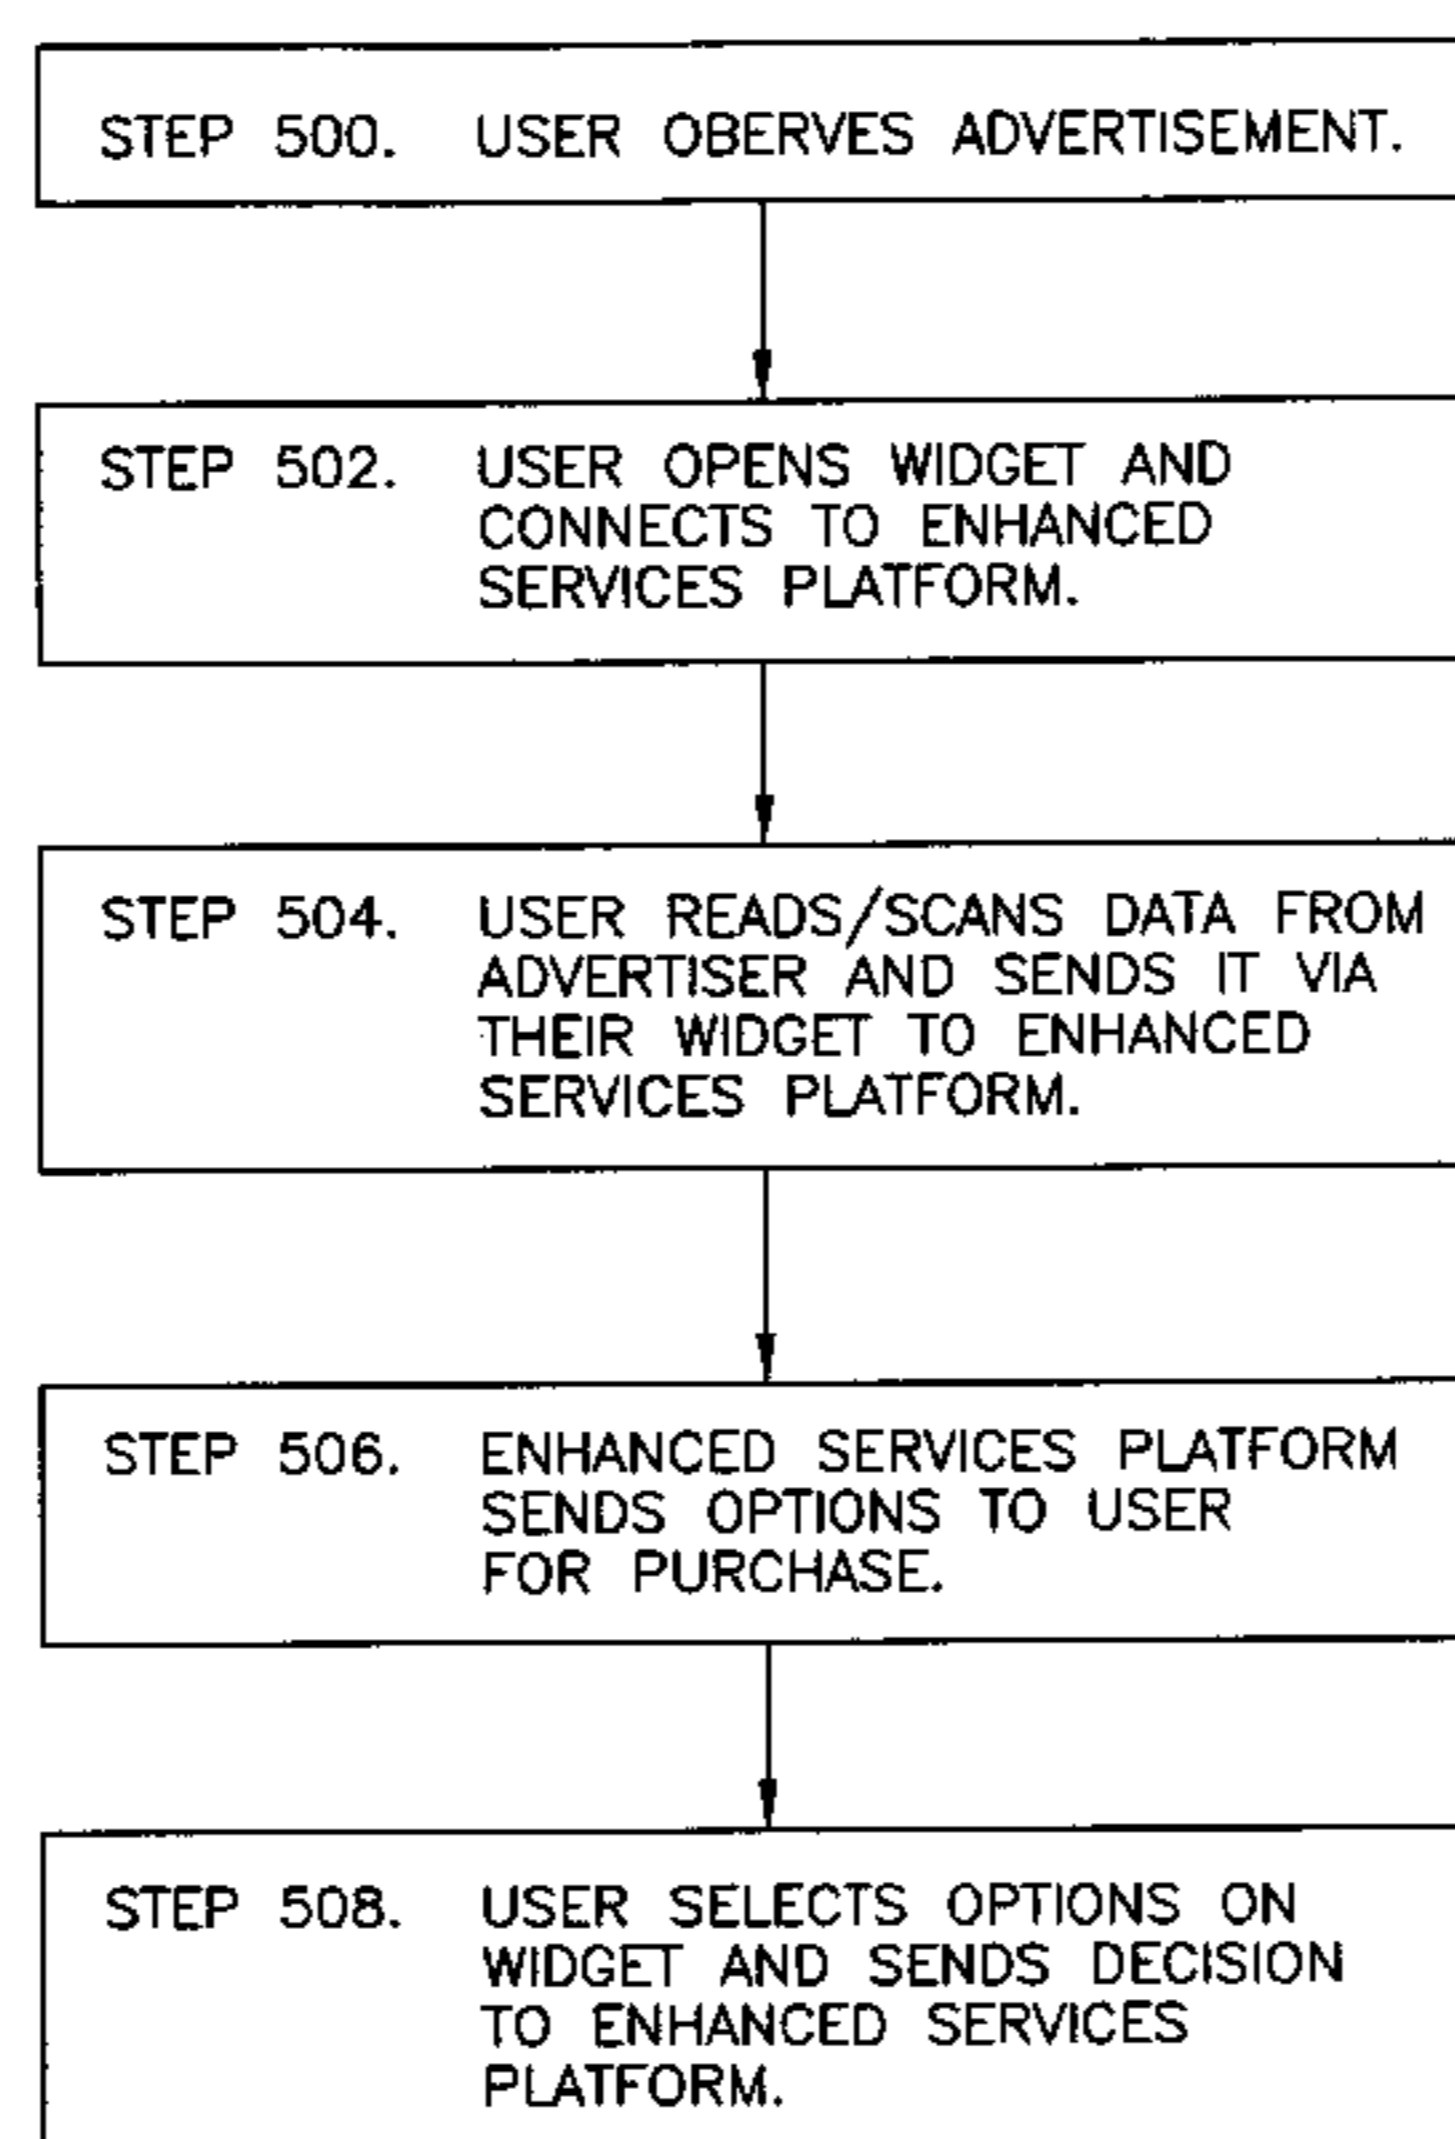 STEP 500. USER OBERVES ADVERTISEMENT.
STEP 502. USER OPENS WIDGET AND
CONNECTS TO ENHANCED
SERVICES PLATFORM.
STEP 504. USER READS/SCANS DATA FROM
ADVERTISER AND SENDS IT VIA
THEIR WIDGET TO ENHANCED
SERVICES PLATFORM.
STEP 506. ENHANCED SERVICES PLATFORM
SENDS OPTIONS TO USER
FOR PURCHASE.
STEP 508. USER SELECTS OPTIONS ON
WIDGET AND SENDS DECISION
TO ENHANCED SERVICES
PLATFORM.